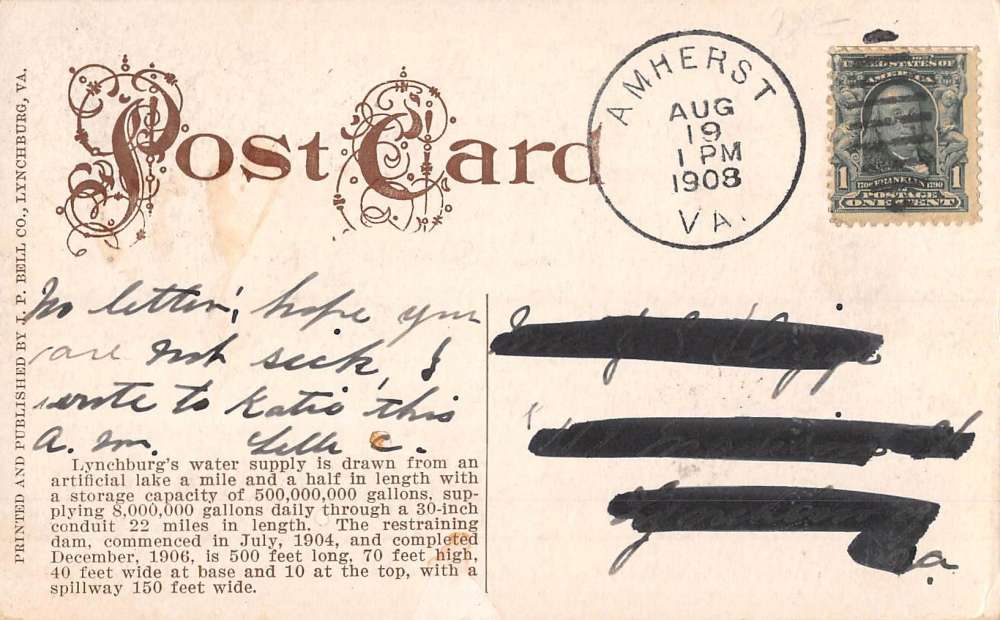 PRINTED AND PUBLISHED BY J. P. BELL CO., LYNCHBURG, VA.
Post Card
AMHERST
AUG
19
1 PM
1908
VA.
UNITED STATES OF
AMERICA
1 FRANKLIN 1790 1
POSTAGE
ONE CENT
No letter, hope you
are not sick, I
wrote to Katie this
A. M. Lelle C.
Lynchburg's water supply is drawn from an
artificial lake a mile and a half in length with
a storage capacity of 500,000,000 gallons, sup-
plying 8,000,000 gallons daily through a 30-inch
conduit 22 miles in length. The restraining
dam, commenced in July, 1904, and completed
December, 1906, is 500 feet long, 70 feet high,
40 feet wide at base and 10 at the top, with a
spillway 150 feet wide.